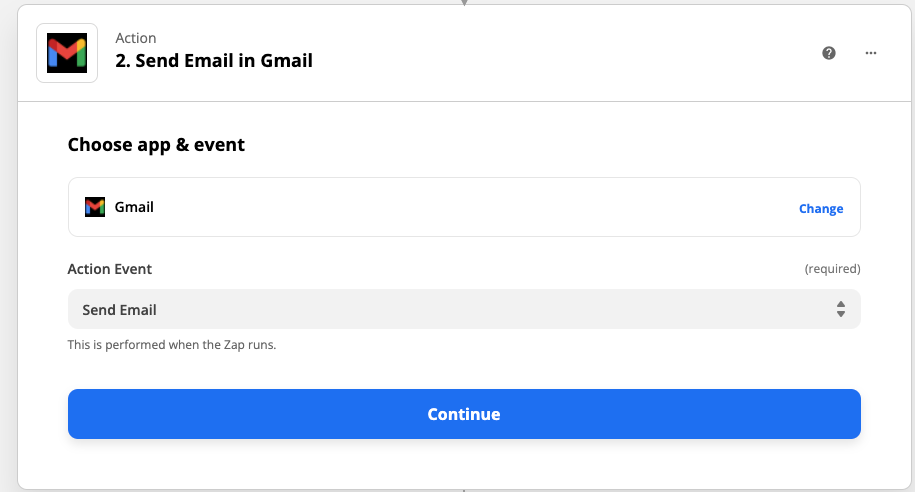 Action
2. Send Email in Gmail
Choose app & event
Gmail
Change
Action Event
(required)
Send Email
This is performed when the Zap runs.
Continue